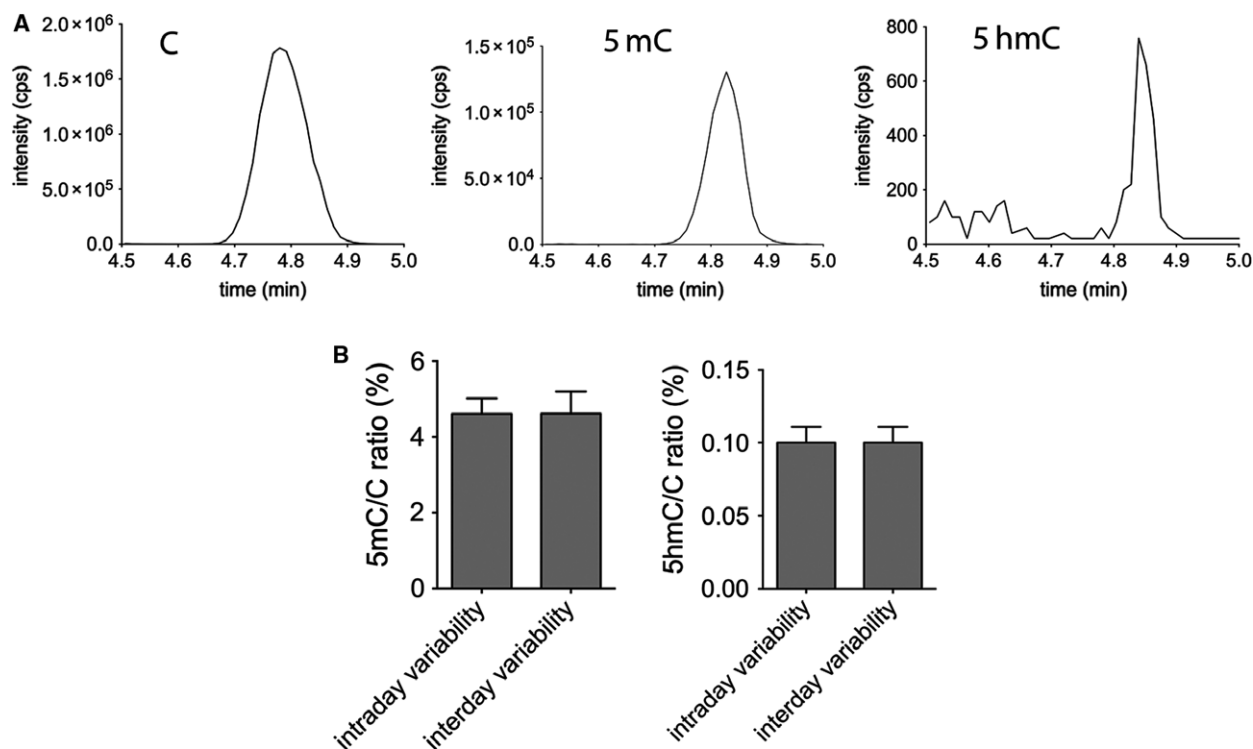 A
C
intensity (cps)
2.0×10⁶
1.5×10⁶
1.0×10⁶
5.0×10⁵
0.0
4.5 4.6 4.7 4.8 4.9 5.0
time (min)
5 mC
intensity (cps)
1.5×10⁵
1.0×10⁵
5.0×10⁴
0.0
4.5 4.6 4.7 4.8 4.9 5.0
time (min)
5 hmC
intensity (cps)
800
600
400
200
0
4.5 4.6 4.7 4.8 4.9 5.0
time (min)
B
5mC/C ratio (%)
6
4
2
0
intraday variability
interday variability
5hmC/C ratio (%)
0.15
0.10
0.05
0.00
intraday variability
interday variability